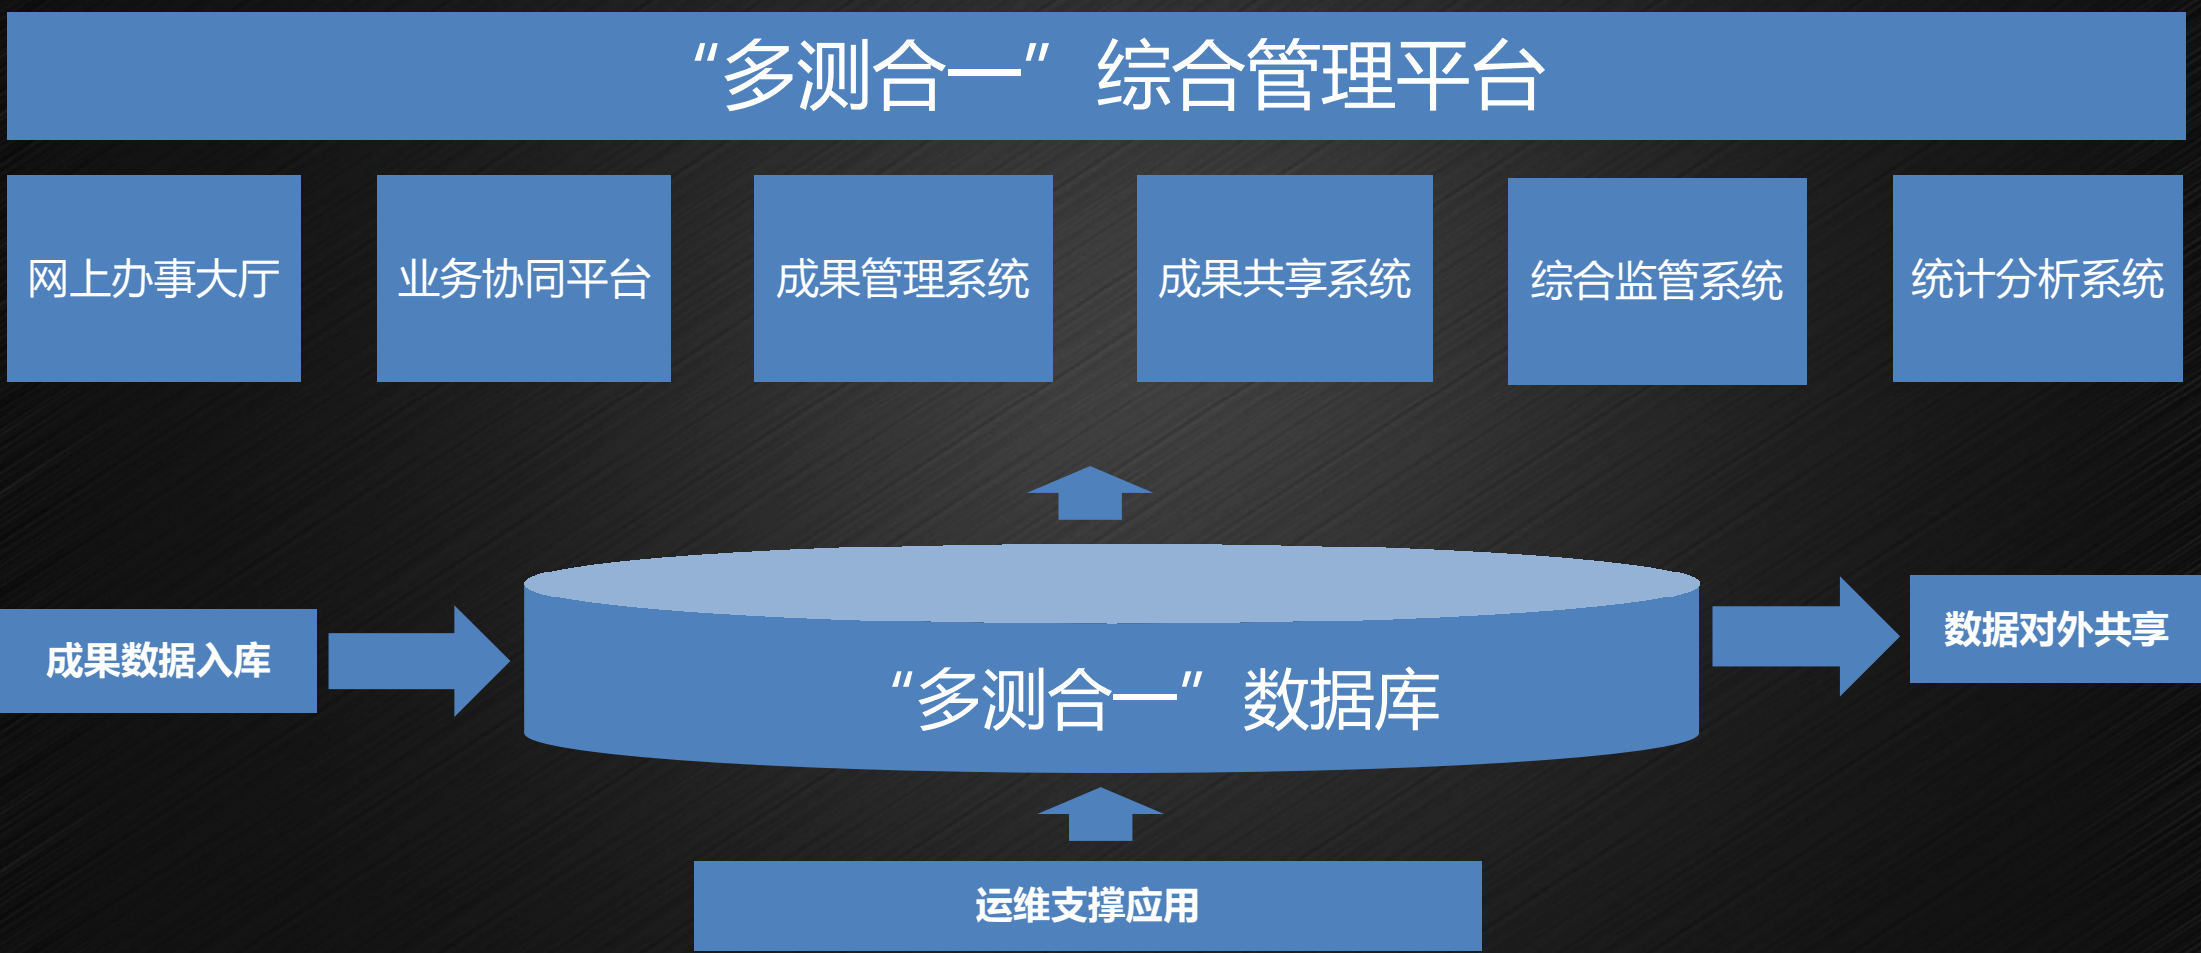 “多测合一”综合管理平台
网上办事大厅
业务协同平台
成果管理系统
成果共享系统
综合监管系统
统计分析系统
成果数据入库
“多测合一”数据库
数据对外共享
运维支撑应用